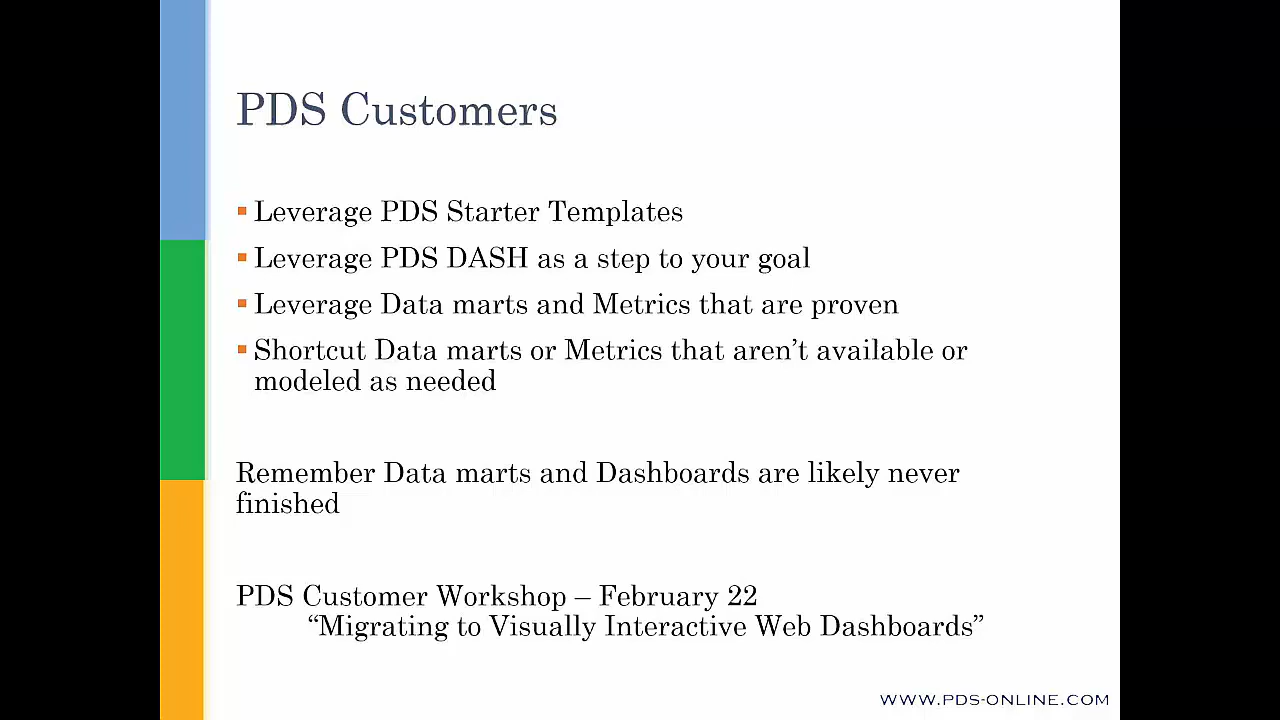 PDS Customers
▪ Leverage PDS Starter Templates
▪ Leverage PDS DASH as a step to your goal
▪ Leverage Data marts and Metrics that are proven
▪ Shortcut Data marts or Metrics that aren’t available or
modeled as needed
Remember Data marts and Dashboards are likely never
finished
PDS Customer Workshop – February 22
“Migrating to Visually Interactive Web Dashboards”
WWW.PDS-ONLINE.COM